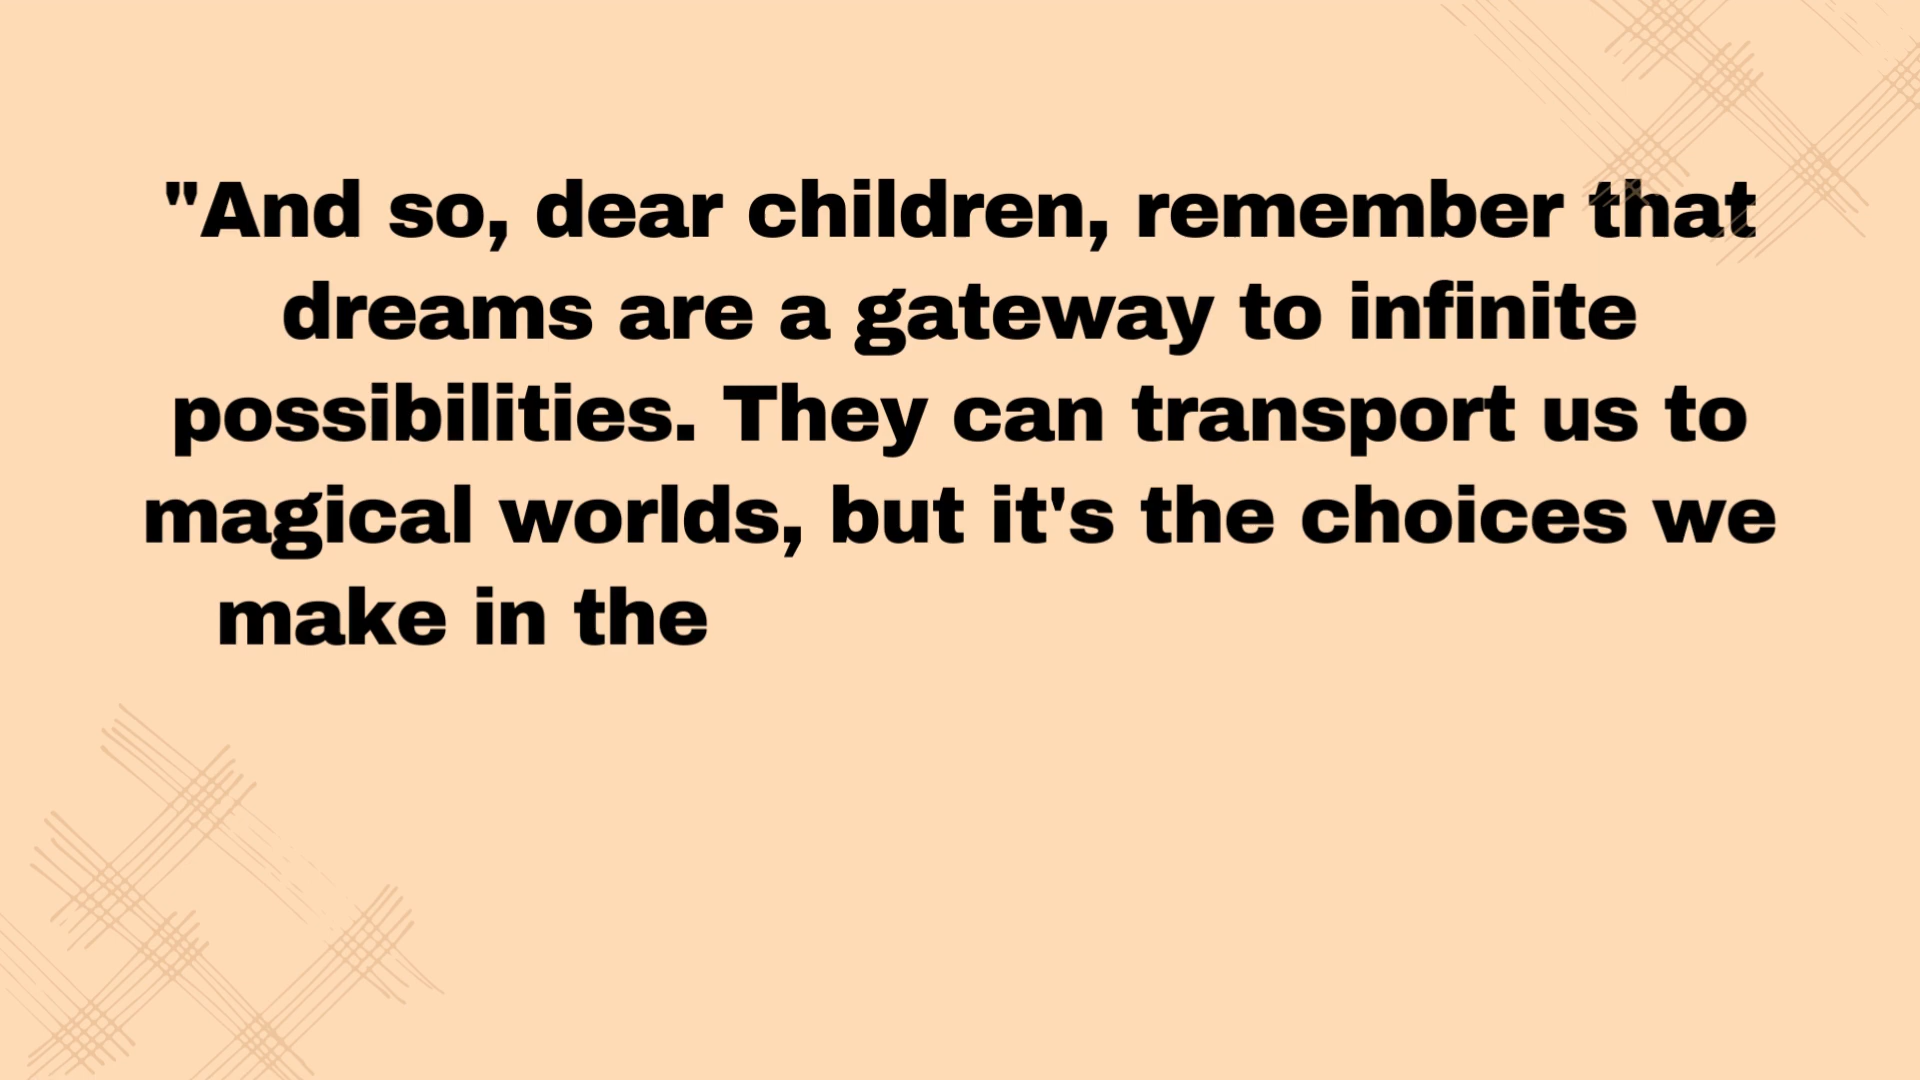 "And so, dear children, remember that
dreams are a gateway to infinite
possibilities. They can transport us to
magical worlds, but it's the choices we
make in the